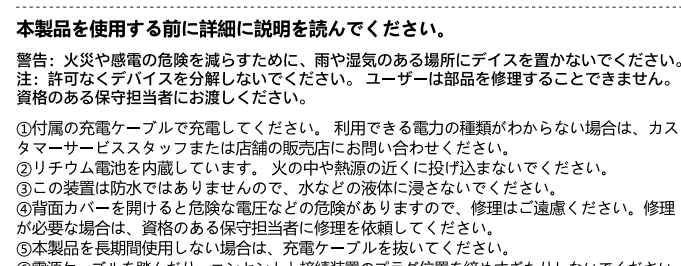 本製品を使用する前に詳細に説明を読んでください。
警告：火災や感電の危険を減らすために、雨や湿気のある場所にデイスを置かないでください。
注：許可なくデバイスを分解しないでください。 ユーザーは部品を修理することできません。
資格のある保守担当者にお渡しください。
①付属の充電ケーブルで充電してください。 利用できる電力の種類がわからない場合は、カス
タマーサービススタッフまたは店舗の販売店にお問い合わせください。
②リチウム電池を内蔵しています。 火の中や熱源の近くに投げ込まないでください。
③この装置は防水ではありませんので、水などの液体に浸さないでください。
④背面カバーを開けると危険な電圧などの危険がありますので、修理はご遠慮ください。修理
が必要な場合は、資格のある保守担当者に修理を依頼してください。
⑤本製品を長期間使用しない場合は、充電ケーブルを抜いてください。